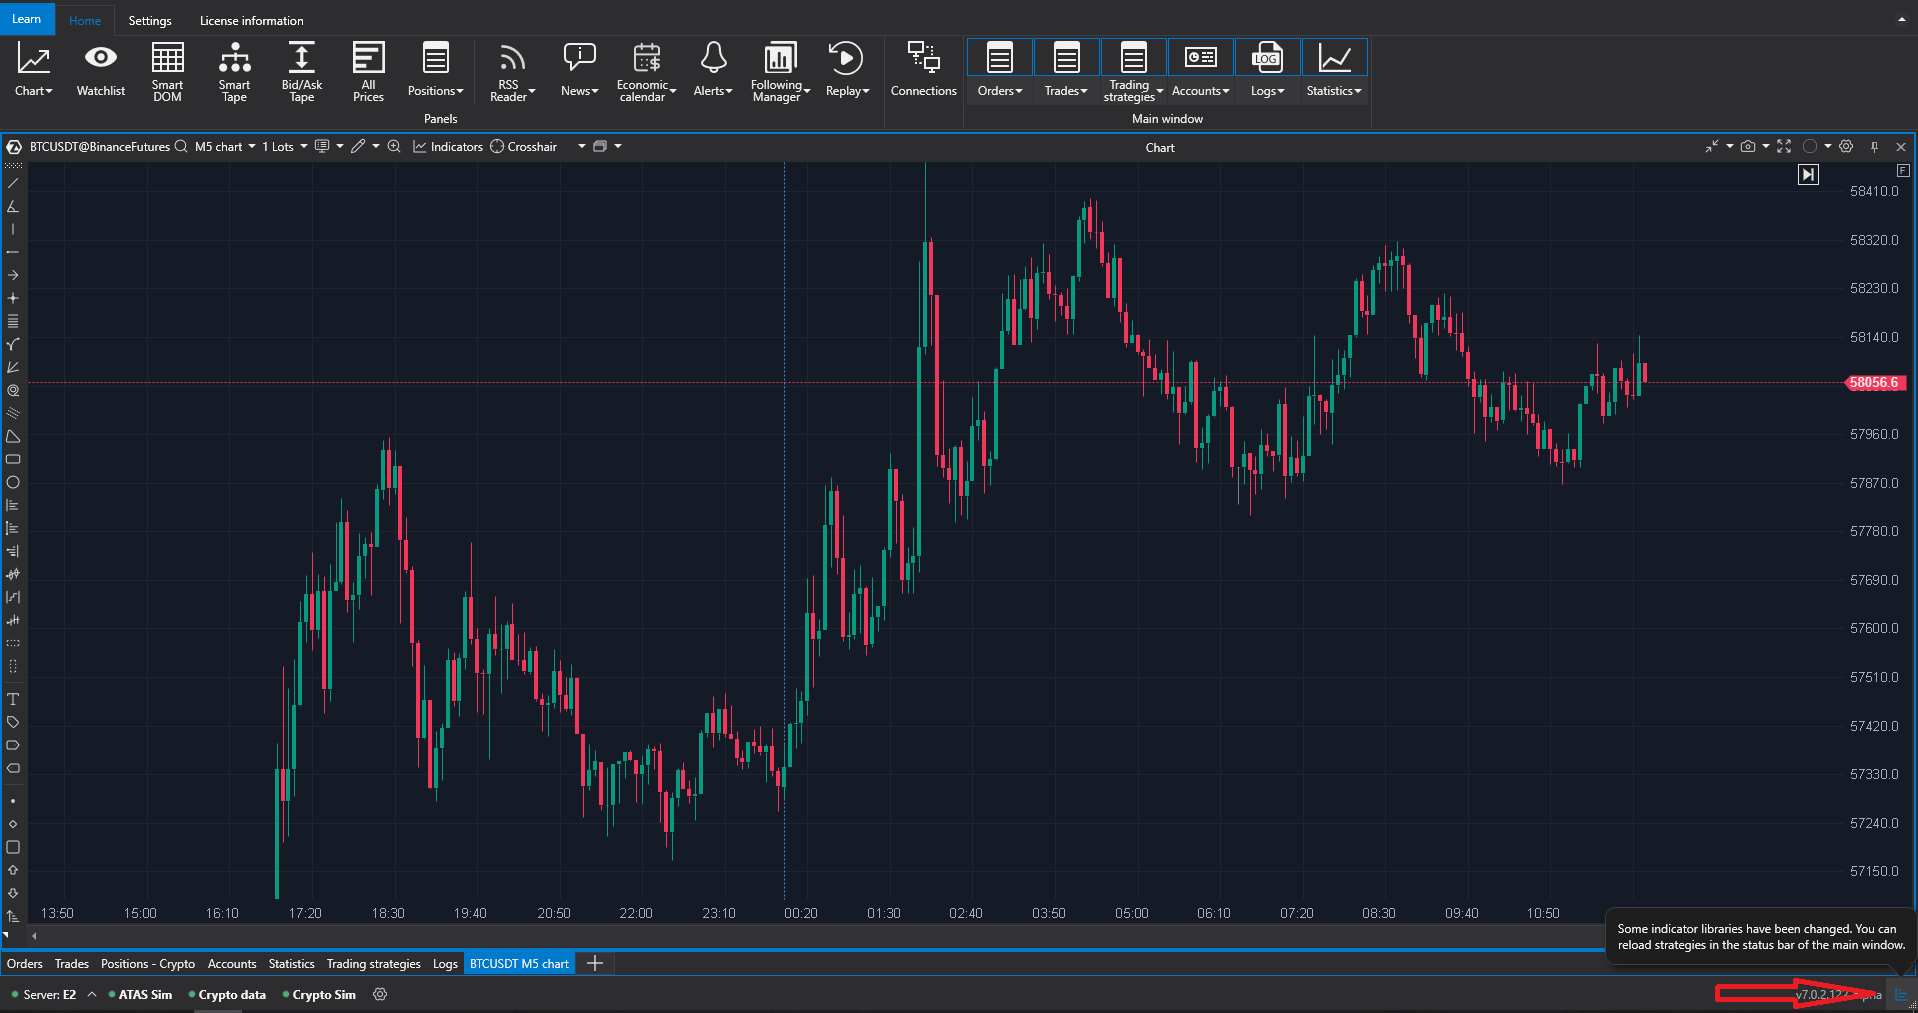 Learn Home Settings License information
Chart Watchlist Smart DOM Smart Tape Bid/Ask Tape All Prices Positions RSS Reader News Economic calendar Alerts Following Manager Replay Connections Orders Trades Trading strategies Accounts LOG Logs Statistics
Panels Main window
BTCUSDT@BinanceFutures M5 chart 1 Lots Indicators Crosshair Chart
F
58410.0
58320.0
58230.0
58140.0
58056.6
57960.0
57870.0
57780.0
57690.0
57600.0
57510.0
57420.0
57330.0
57240.0
57150.0
13:50 15:00 16:10 17:20 18:30 19:40 20:50 22:00 23:10 00:20 01:30 02:40 03:50 05:00 06:10 07:20 08:30 09:40 10:50
Some indicator libraries have been changed. You can
reload strategies in the status bar of the main window.
Orders Trades Positions - Crypto Accounts Statistics Trading strategies Logs BTCUSDT M5 chart
Server: E2 ATAS Sim Crypto data Crypto Sim